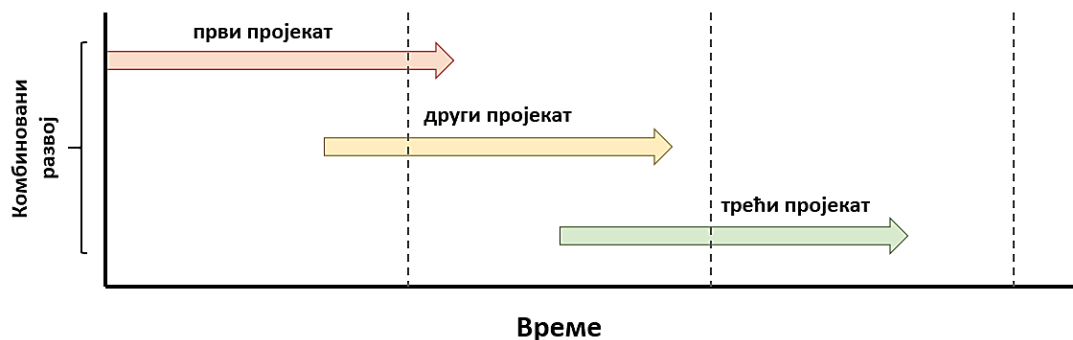 први пројекат
други пројекат
трећи пројекат
Комбиновани
развој
Време